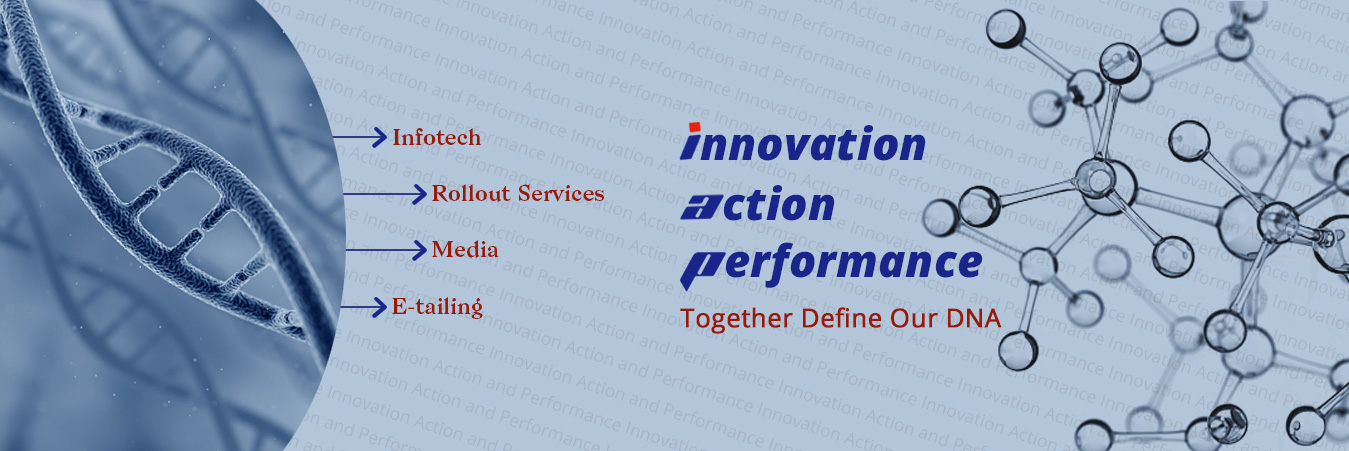 Infotech
Rollout Services
Media
E-tailing
innovation
action
performance
Together Define Our DNA
Innovation Action and Performance Innovation Action and Performance Innovation Action and Performance